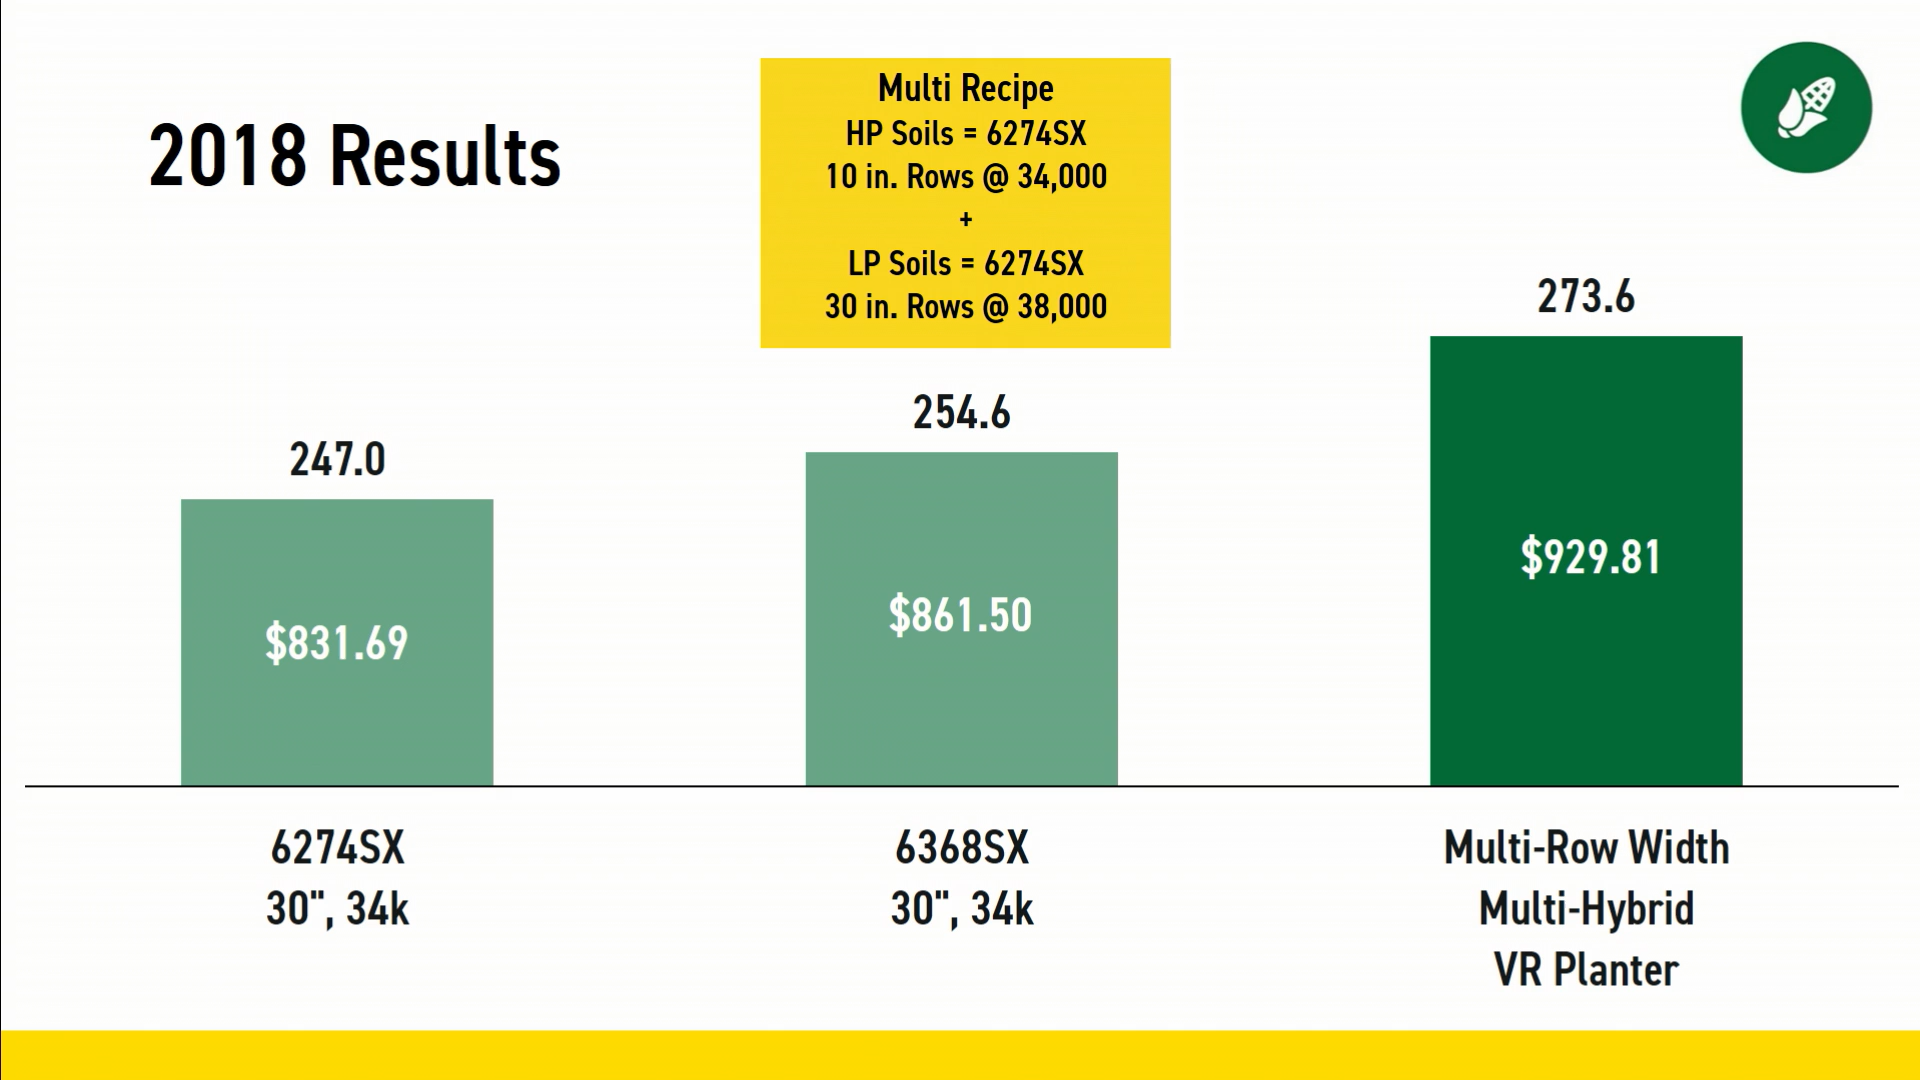 2018 Results
Multi Recipe
HP Soils = 6274SX
10 in. Rows @ 34,000
+
LP Soils = 6274SX
30 in. Rows @ 38,000
247.0
254.6
273.6
$831.69
$861.50
$929.81
6274SX
30", 34k
6368SX
30", 34k
Multi-Row Width
Multi-Hybrid
VR Planter